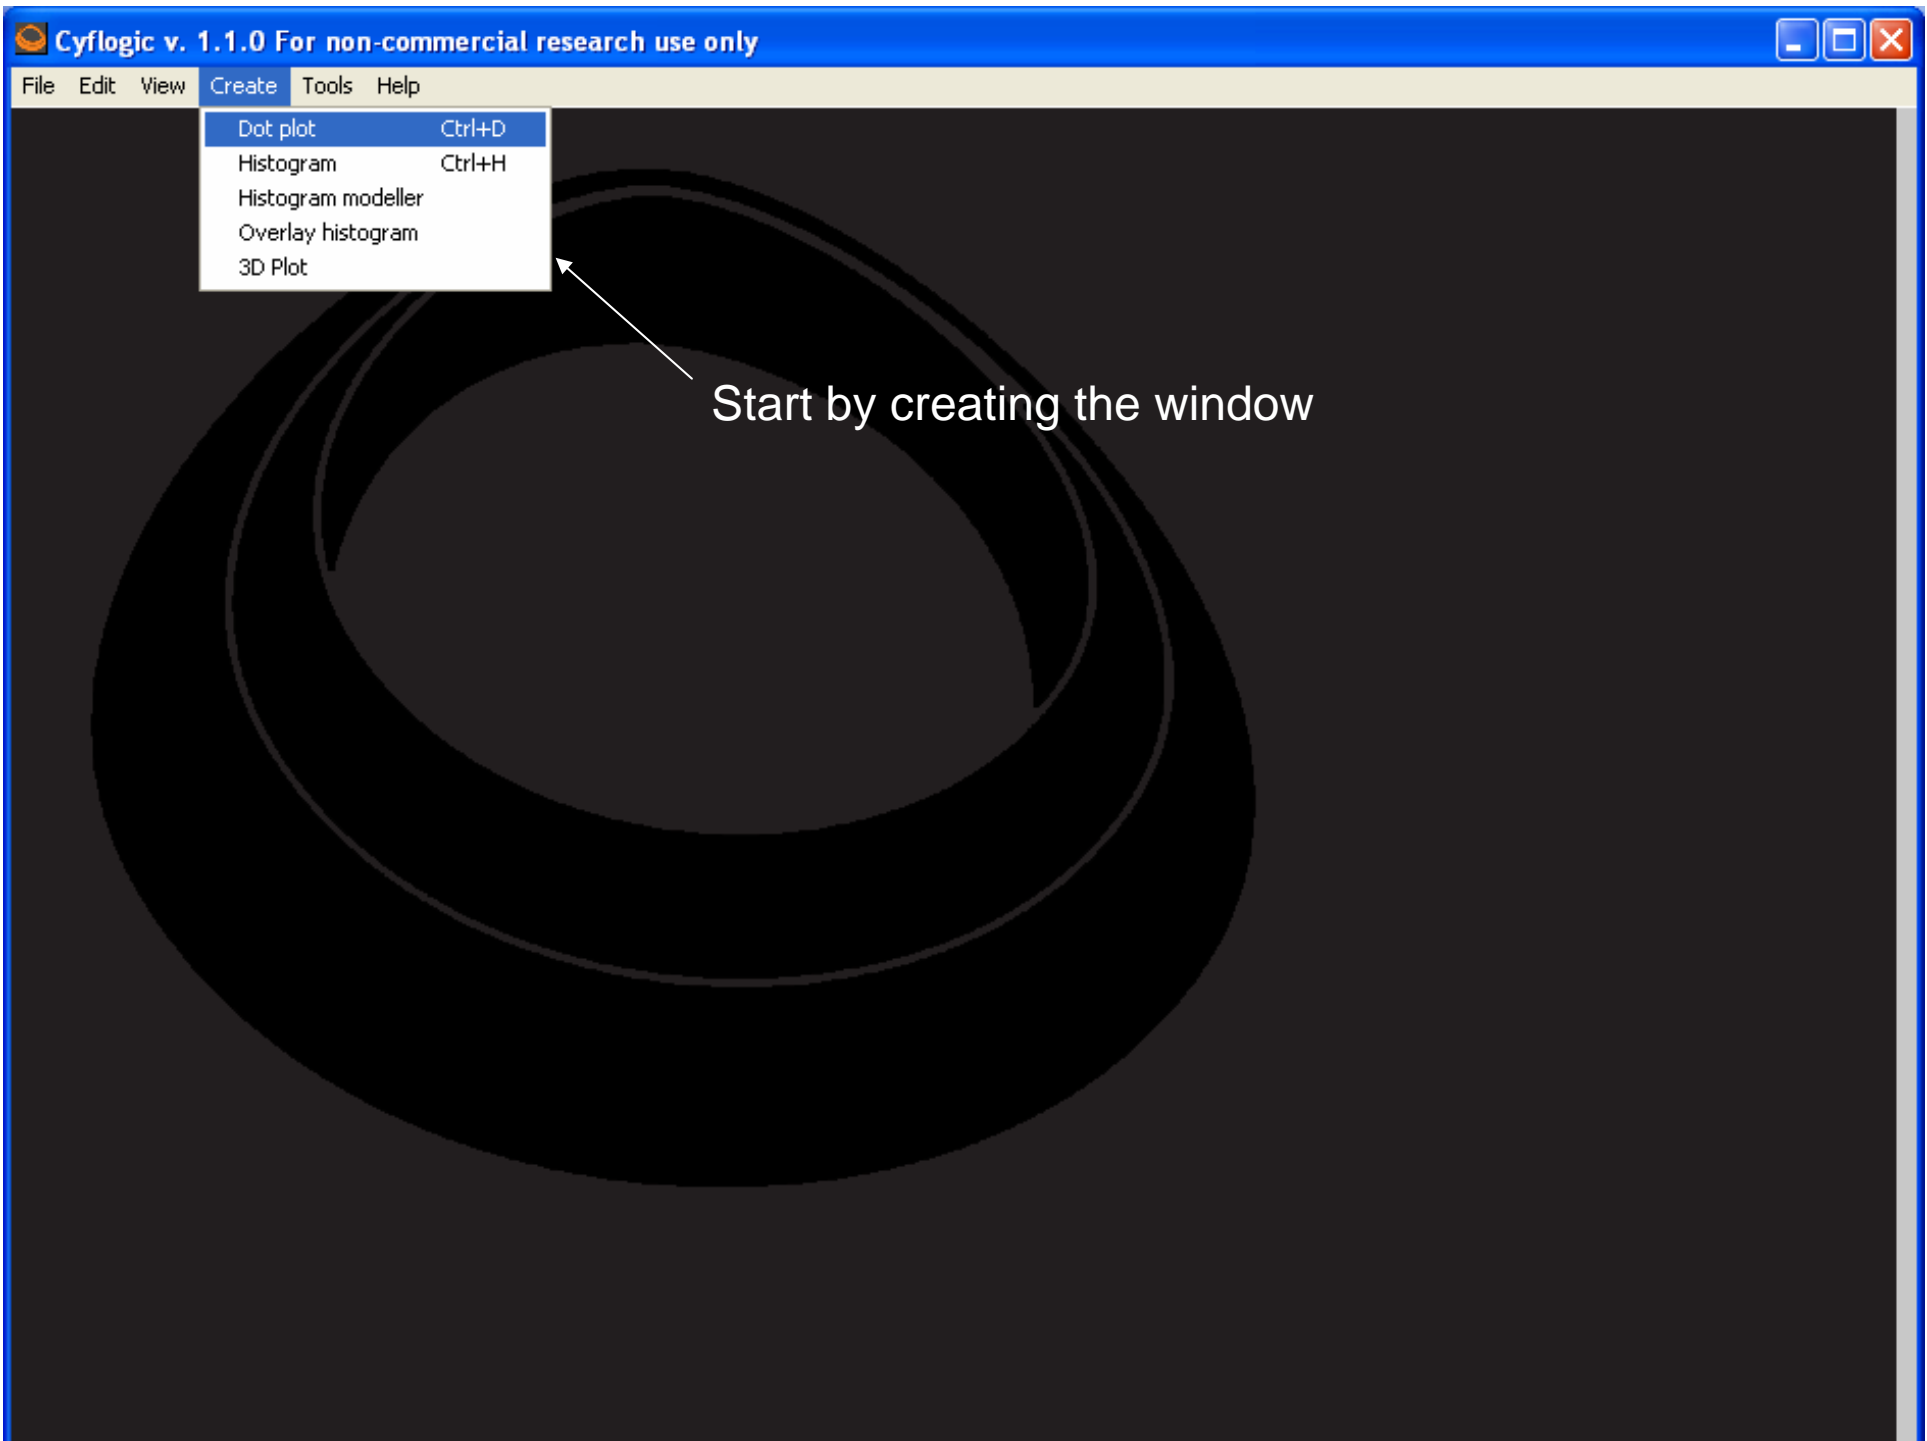 Cyflogic v. 1.1.0 For non-commercial research use only
File Edit View Create Tools Help
Dot plot Ctrl+D
Histogram Ctrl+H
Histogram modeller
Overlay histogram
3D Plot
Start by creating the window